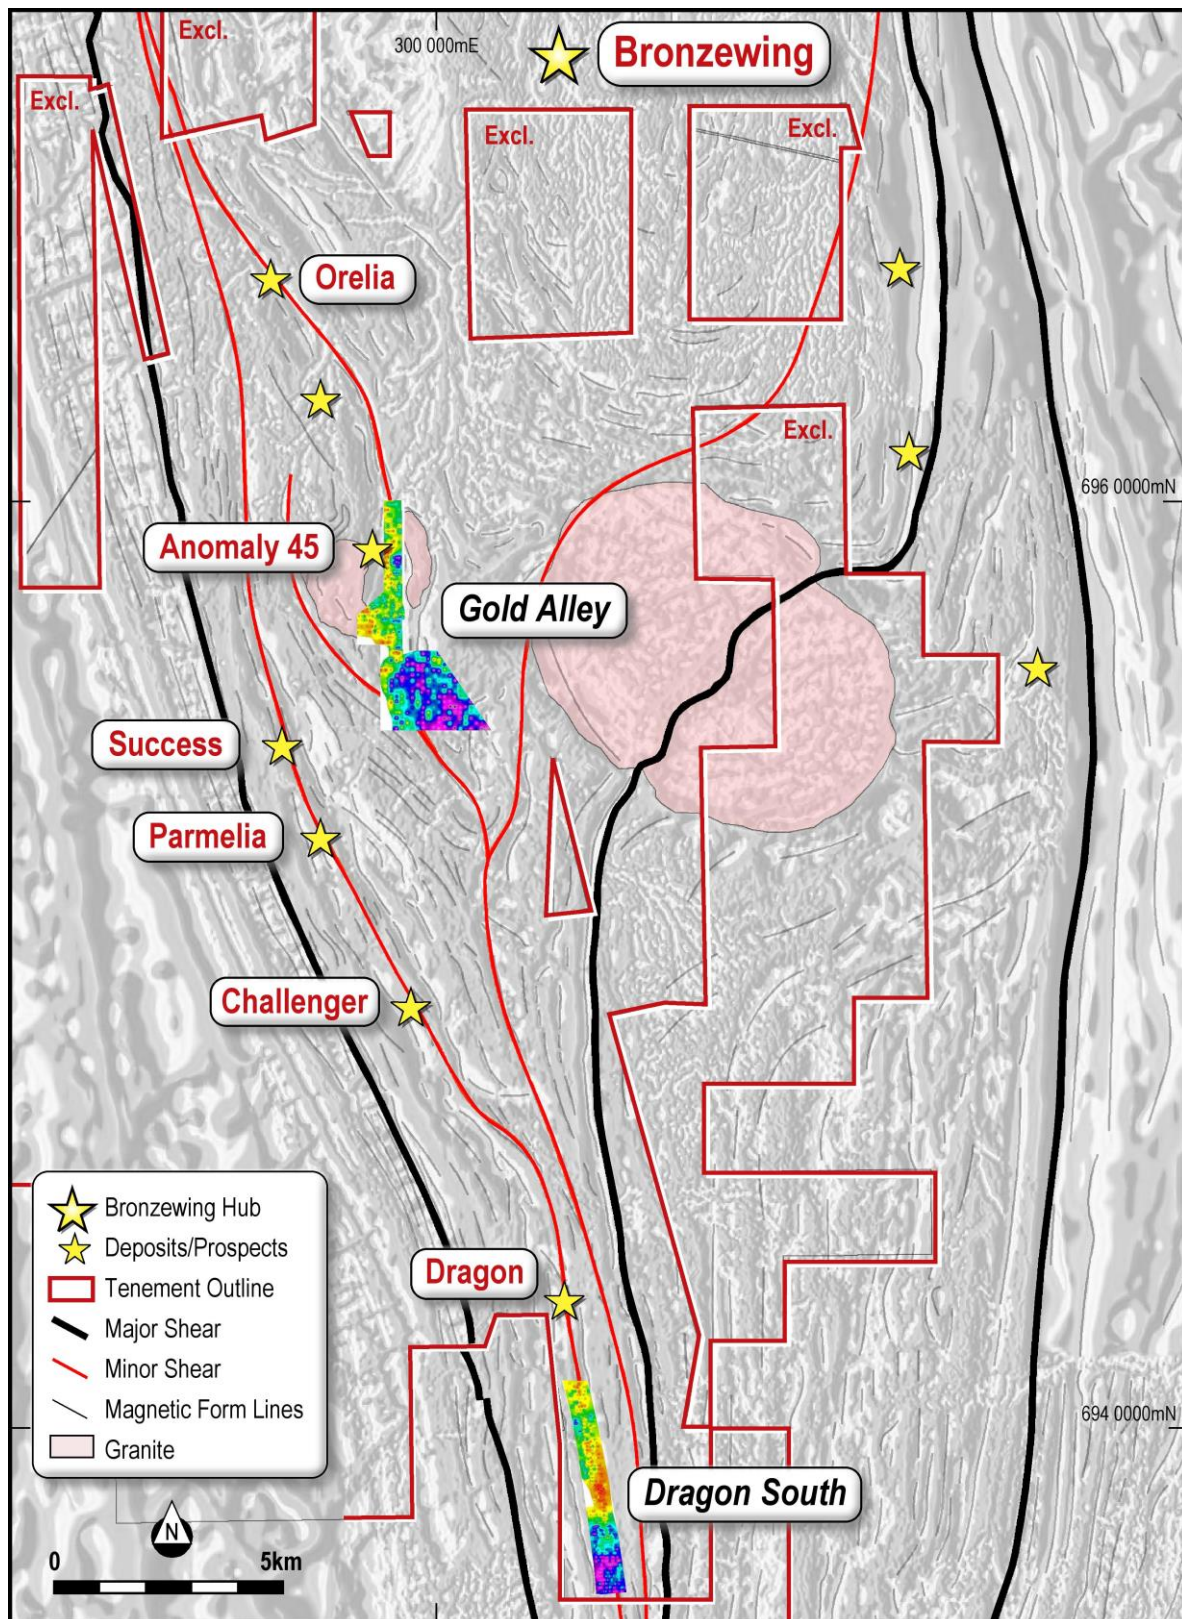 Excl.
300 000mE
Bronzewing
Excl.
Excl.
Excl.
Orelia
Excl.
696 0000mN
Anomaly 45
Gold Alley
Success
Parmelia
Challenger
Dragon
694 0000mN
Dragon South
Bronzewing Hub
Deposits/Prospects
Tenement Outline
Major Shear
Minor Shear
Magnetic Form Lines
Granite
N
0 5km